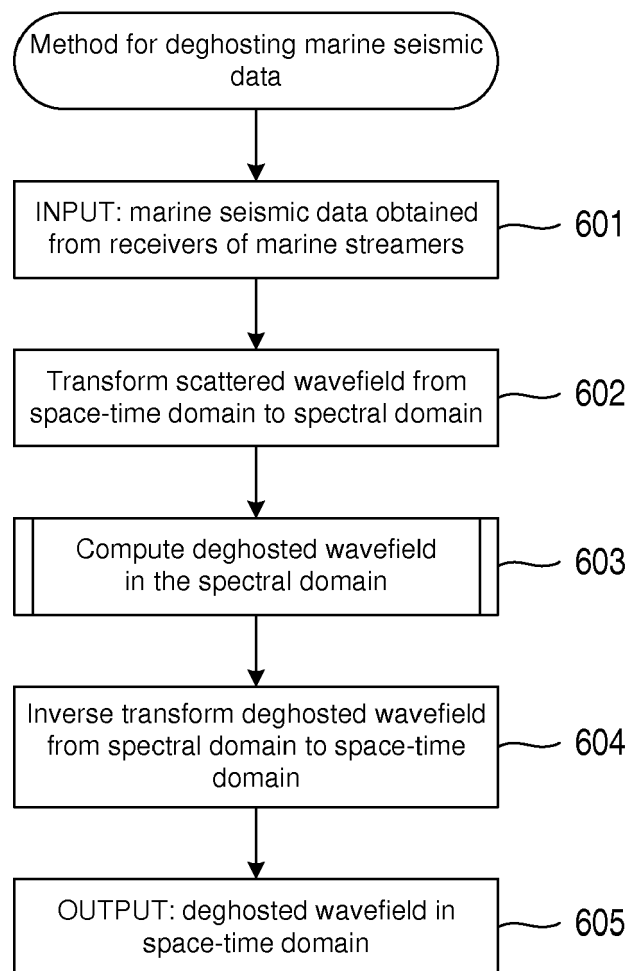 Method for deghosting marine seismic
data
INPUT: marine seismic data obtained
from receivers of marine streamers
601
Transform scattered wavefield from
space-time domain to spectral domain
602
Compute deghosted wavefield
in the spectral domain
603
Inverse transform deghosted wavefield
from spectral domain to space-time
domain
604
OUTPUT: deghosted wavefield in
space-time domain
605